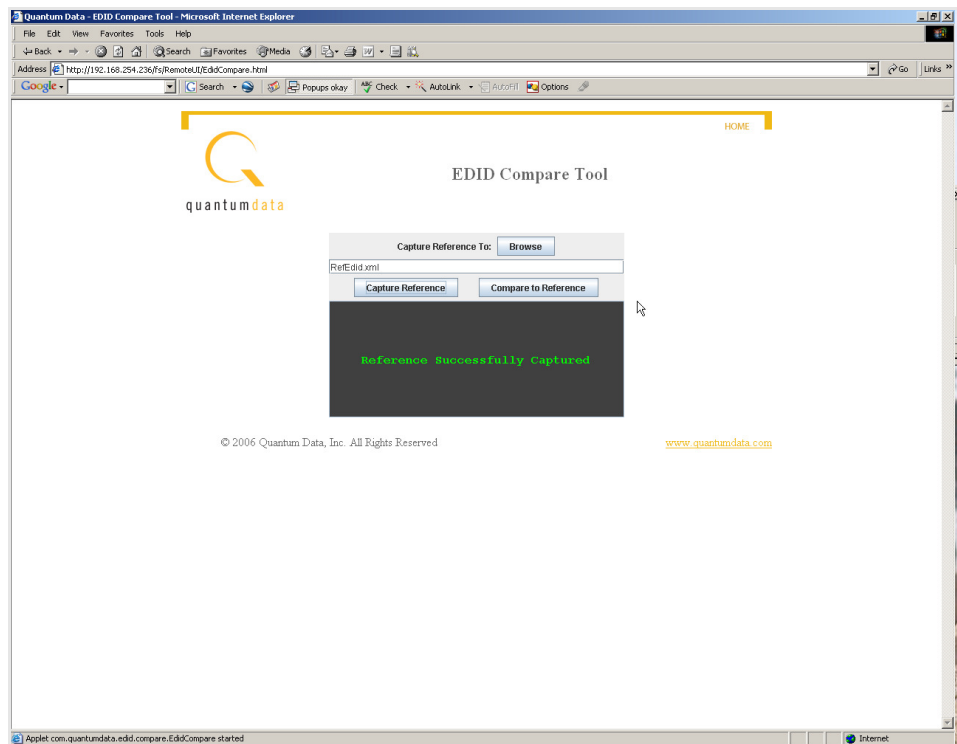 Quantum Data - EDID Compare Tool - Microsoft Internet Explorer
File Edit View Favorites Tools Help
Back Search Favorites Media
Address http://192.168.254.236/fs/RemoteUI/EdidCompare.html Go Links »
Google Search Popups okay Check AutoLink AutoFill Options
HOME
EDID Compare Tool
quantumdata
Capture Reference To: Browse
RefEdid.xml
Capture Reference Compare to Reference
Reference Successfully Captured
© 2006 Quantum Data, Inc. All Rights Reserved www.quantumdata.com
Applet com.quantumdata.edid.compare.EdidCompare started Internet